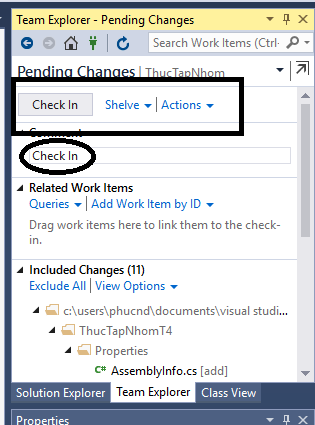 Team Explorer - Pending Changes
Search Work Items (Ctrl·
Pending Changes | ThucTapNhom
Check In Shelve Actions
Comment
Check In
Related Work Items
Queries | Add Work Item by ID
Drag work items here to link them to the check-
in.
Included Changes (11)
Exclude All | View Options
c:\users\phucnd\documents\visual studi...
ThucTapNhomT4
Properties
C# AssemblyInfo.cs [add]
Solution Explorer Team Explorer Class View
Properties